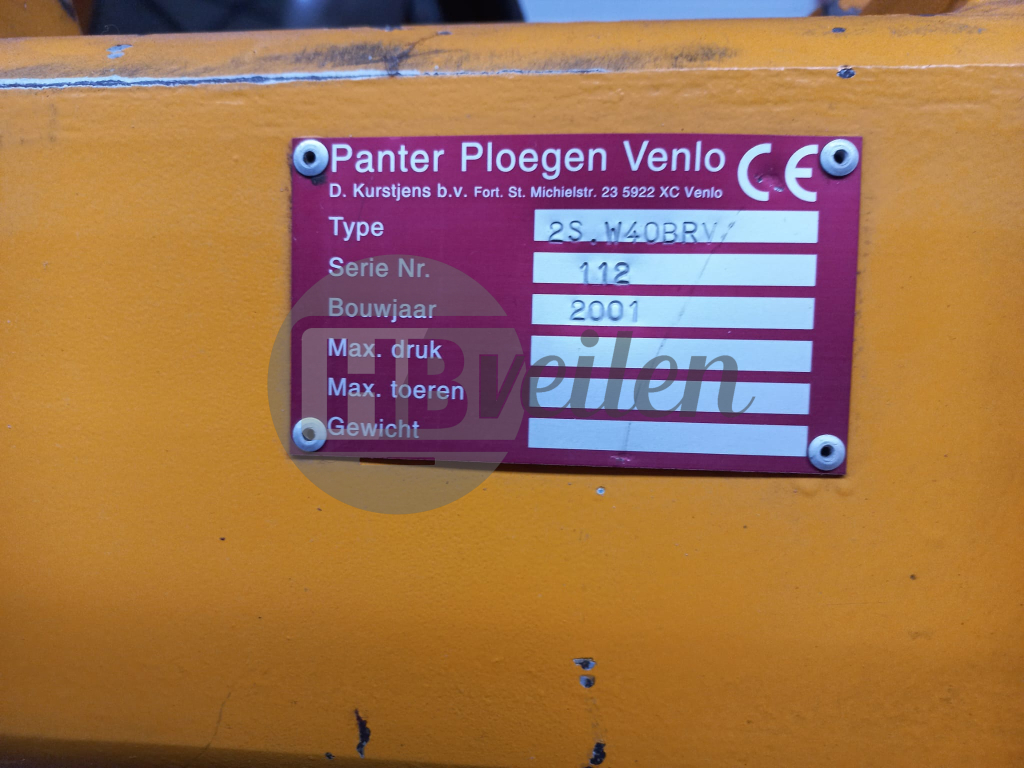 Panter Ploegen Venlo CE
D. Kurstjens b.v. Fort. St. Michielstr. 23 5922 XC Venlo
Type 2S.W40BRV
Serie Nr. 112
Bouwjaar 2001
Max. druk
Max. toeren
Gewicht
HBveilen